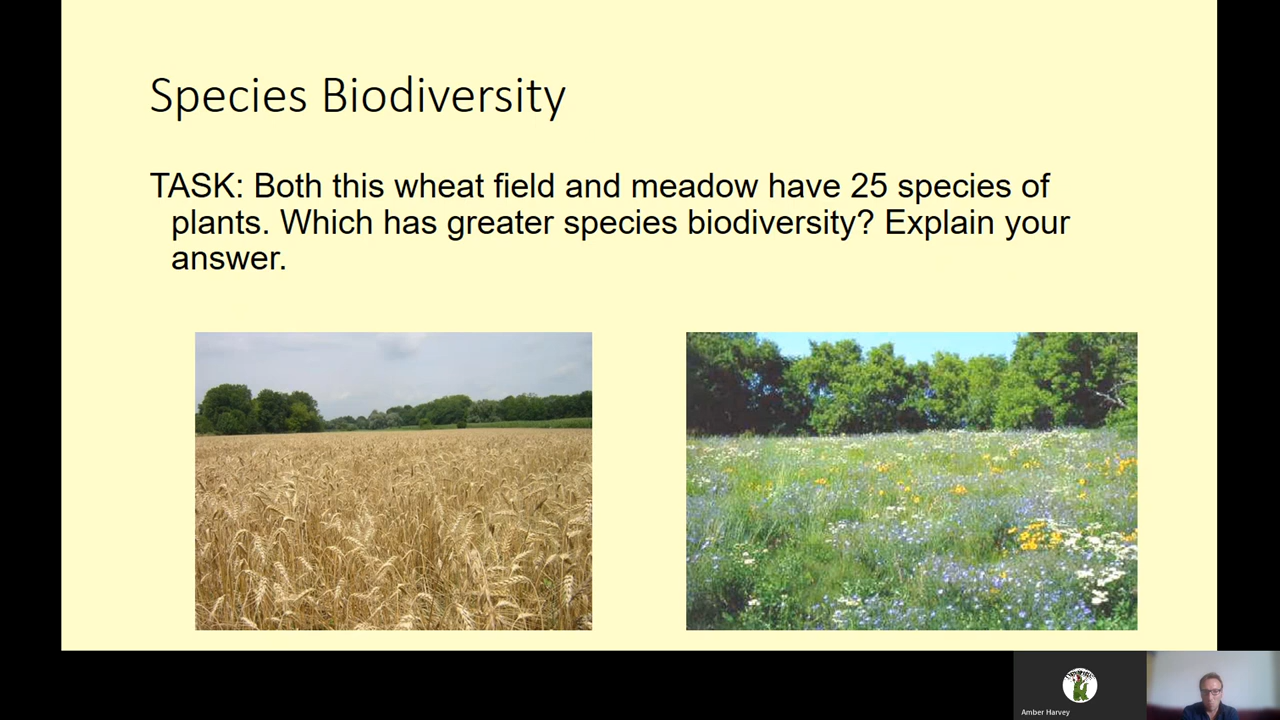 Species Biodiversity
TASK: Both this wheat field and meadow have 25 species of
plants. Which has greater species biodiversity? Explain your
answer.
Amber Harvey